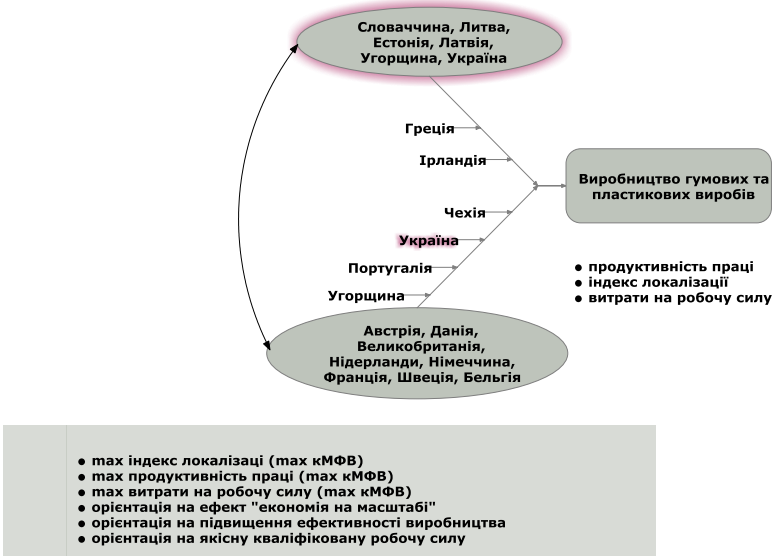 Словаччина, Литва,
Естонія, Латвія,
Угорщина, Україна
Греція
Ірландія
Виробництво гумових та
пластикових виробів
Чехія
Україна
Португалія
Угорщина
● продуктивність праці
● індекс локалізації
● витрати на робочу силу
Австрія, Данія,
Великобританія,
Нідерланди, Німеччина,
Франція, Швеція, Бельгія
● max індекс локалізаці (max кМФВ)
● max продуктивність праці (max кМФВ)
● max витрати на робочу силу (max кМФВ)
● орієнтація на ефект "економія на масштабі"
● орієнтація на підвищення ефективності виробництва
● орієнтація на якісну кваліфіковану робочу силу